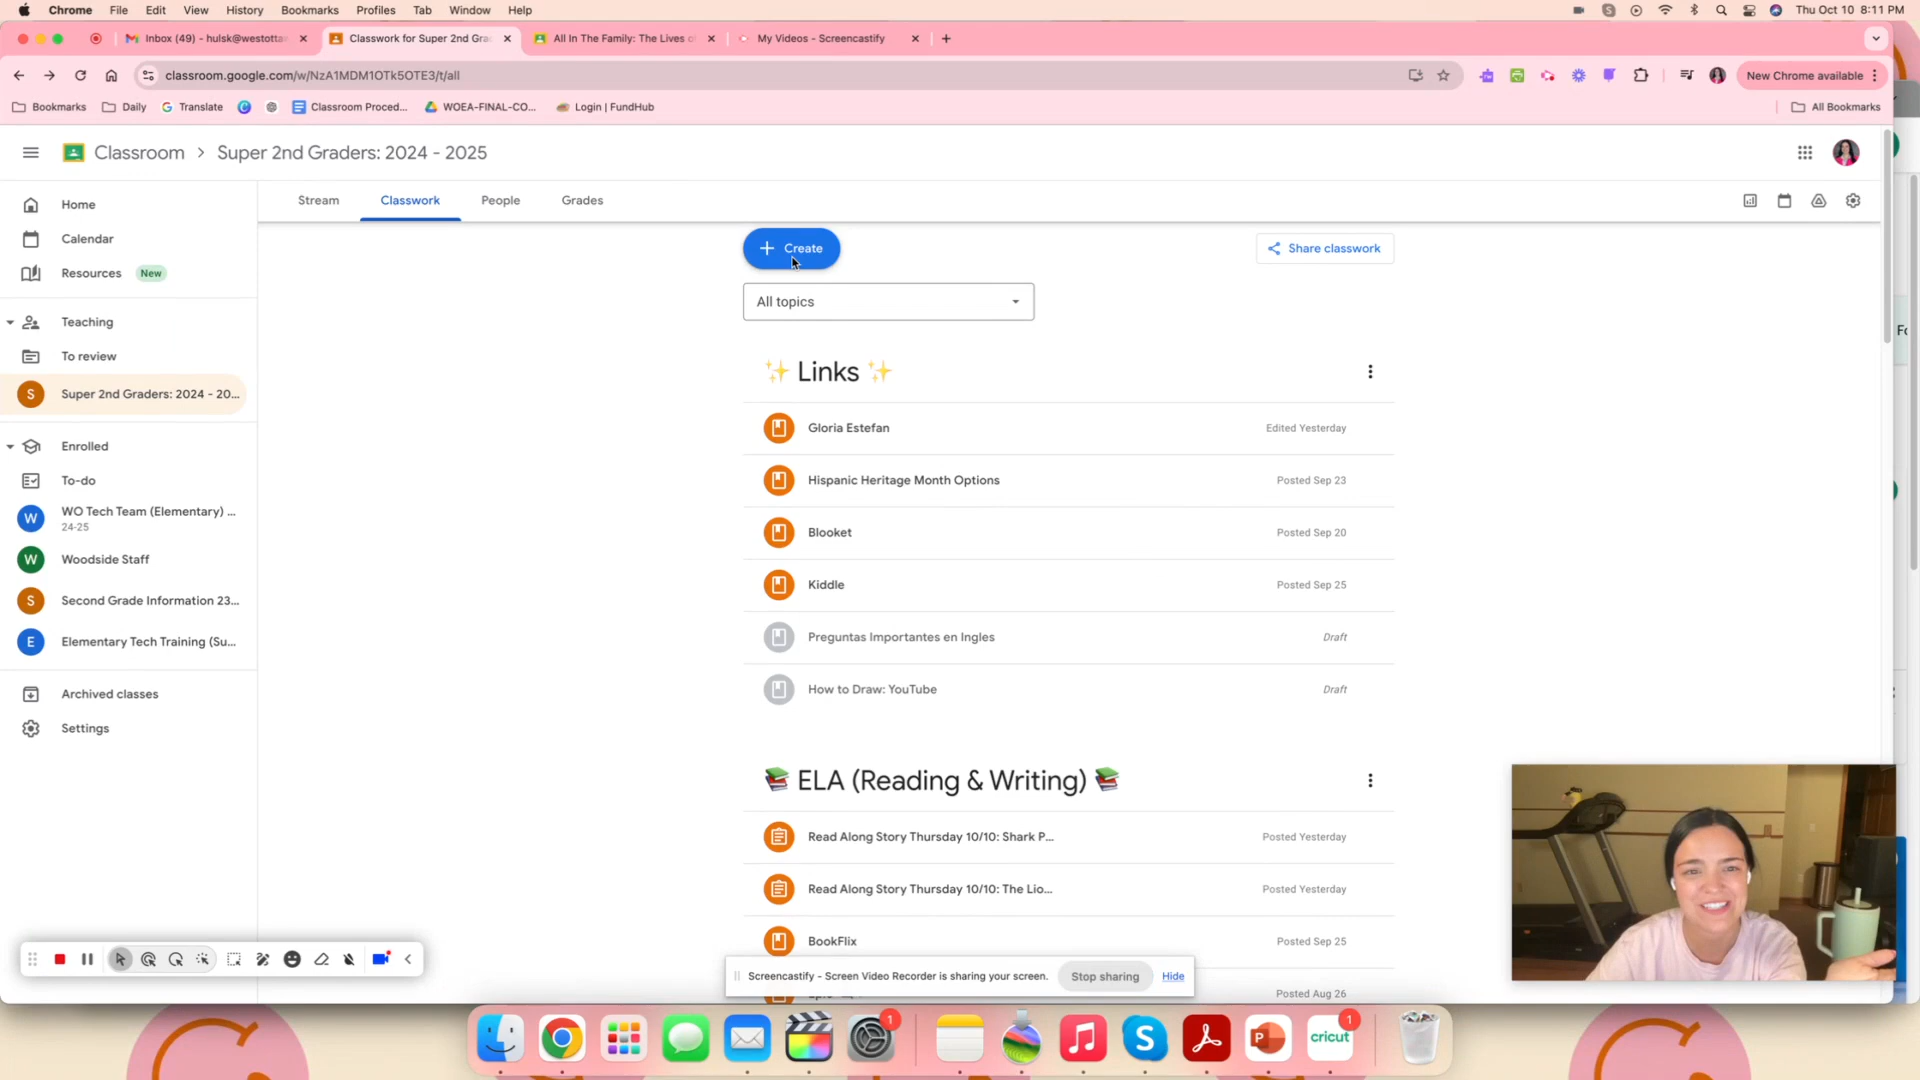 Chrome File Edit View History Bookmarks Profiles Tab Window Help Thu Oct 10 8:11 PM
Inbox (49) - hulsk@westotta Classwork for Super 2nd Gra All In The Family: The Lives o My Videos - Screencastify
classroom.google.com/w/NzA1MDM1OTk5OTE3/t/all New Chrome available
Bookmarks Daily Translate Classroom Proced... WOEA-FINAL-CO... Login | FundHub All Bookmarks
Classroom > Super 2nd Graders: 2024 - 2025
Stream Classwork People Grades
Home
Calendar
Resources New
Teaching
To review
S Super 2nd Graders: 2024 - 20...
Enrolled
To-do
W WO Tech Team (Elementary) ...
24-25
W Woodside Staff
S Second Grade Information 23...
E Elementary Tech Training (Su...
Archived classes
Settings
+ Create
Share classwork
All topics
✨ Links ✨
Gloria Estefan Edited Yesterday
Hispanic Heritage Month Options Posted Sep 23
Blooket Posted Sep 20
Kiddle Posted Sep 25
Preguntas Importantes en Ingles Draft
How to Draw: YouTube Draft
📚 ELA (Reading & Writing) 📚
Read Along Story Thursday 10/10: Shark P... Posted Yesterday
Read Along Story Thursday 10/10: The Lio... Posted Yesterday
BookFlix Posted Sep 25
Posted Aug 26
Screencastify - Screen Video Recorder is sharing your screen. Stop sharing Hide
1
cricut 1